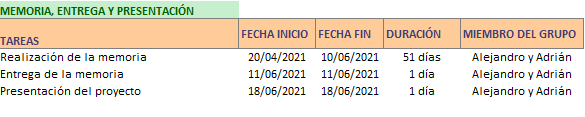 MEMORIA, ENTREGA Y PRESENTACIÓN
TAREAS FECHA INICIO FECHA FIN DURACIÓN MIEMBRO DEL GRUPO
Realización de la memoria 20/04/2021 10/06/2021 51 días Alejandro y Adrián
Entrega de la memoria 11/06/2021 11/06/2021 1 día Alejandro y Adrián
Presentación del proyecto 18/06/2021 18/06/2021 1 día Alejandro y Adrián